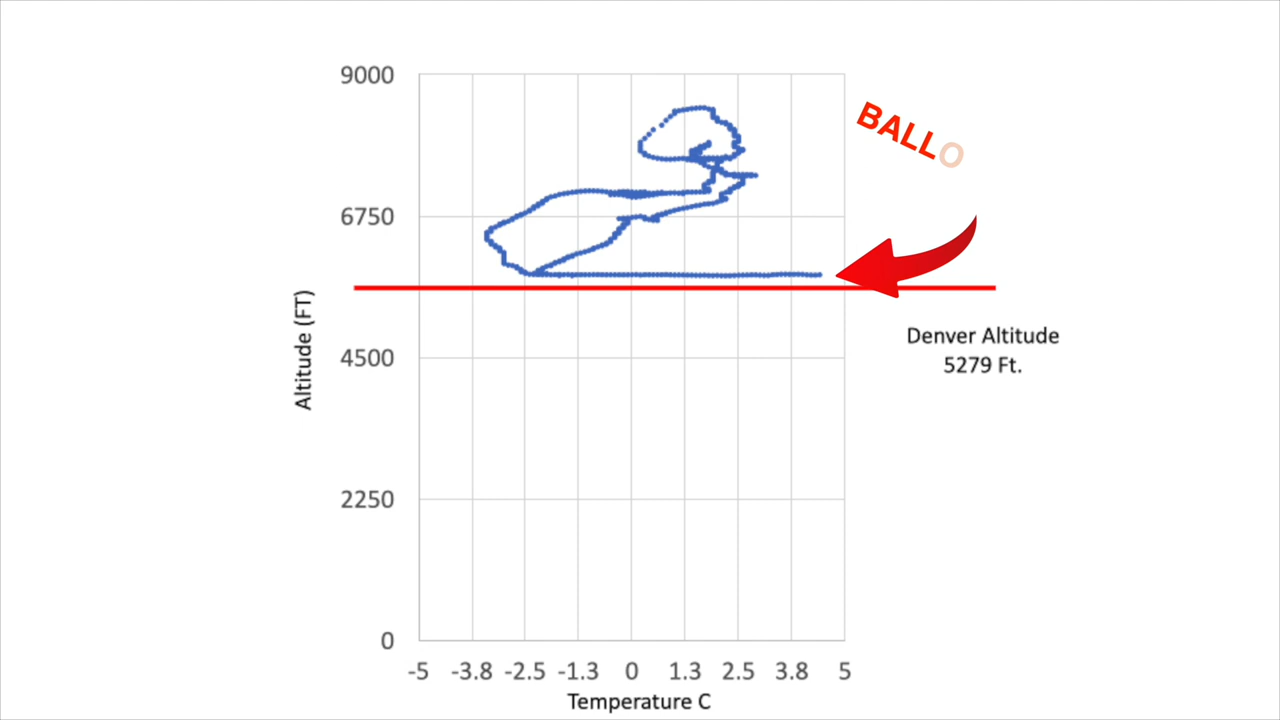 9000
BALLO
6750
Altitude (FT)
Denver Altitude
5279 Ft.
4500
2250
0
-5 -3.8 -2.5 -1.3 0 1.3 2.5 3.8 5
Temperature C